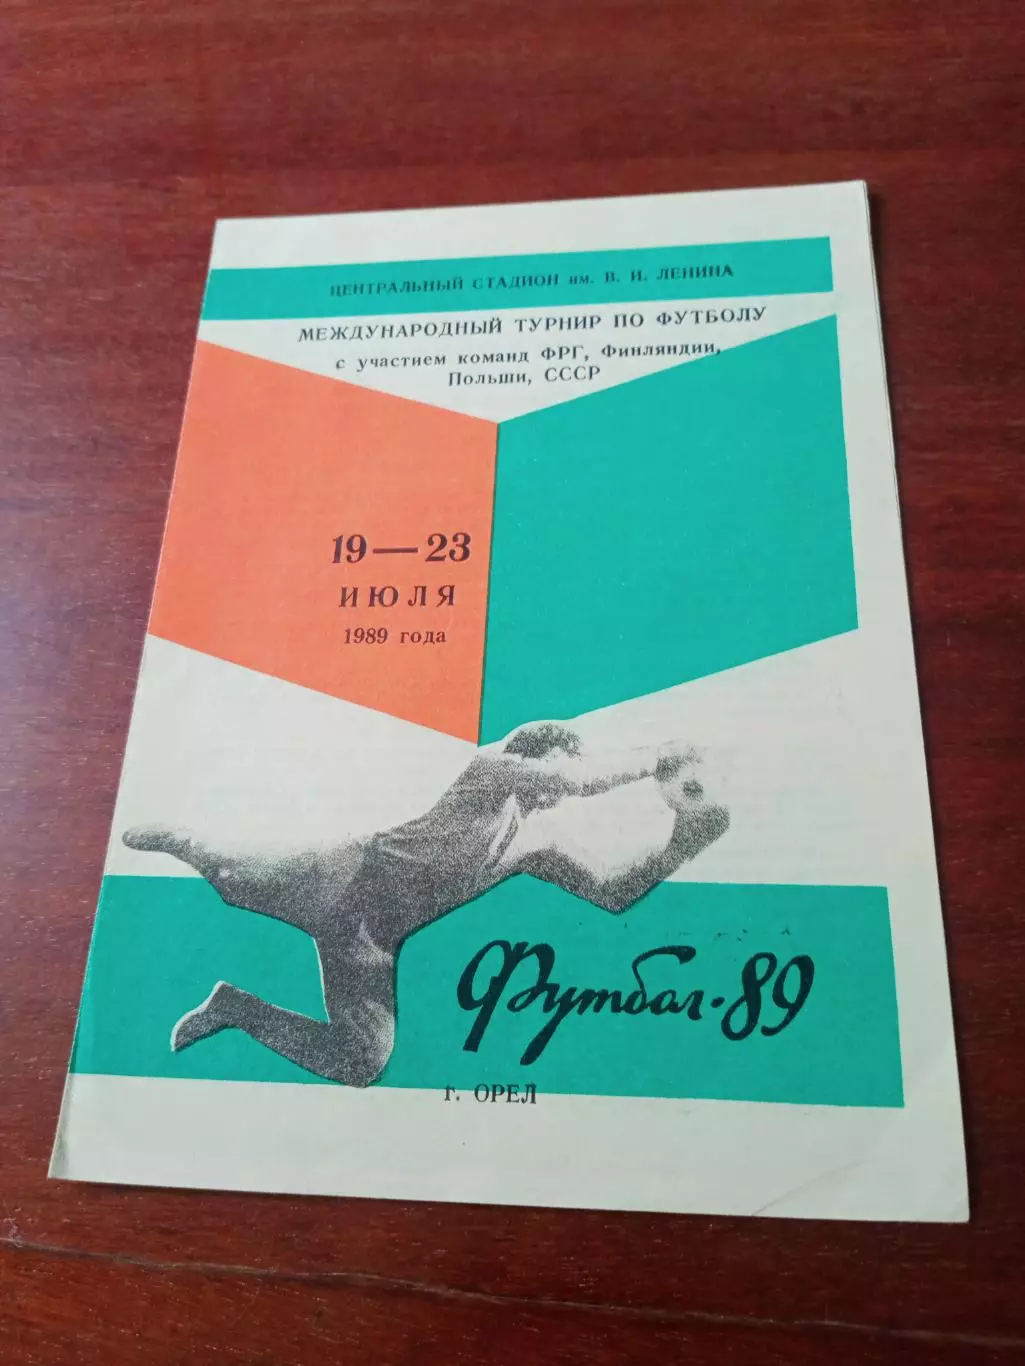 ЦЕНТРАЛЬНЫЙ СТАДИОН им. В. И. ЛЕНИНА
МЕЖДУНАРОДНЫЙ ТУРНИР ПО ФУТБОЛУ
с участием команд ФРГ, Финляндии,
Польши, СССР
19—23
ИЮЛЯ
1989 года
Футбол-89
г. ОРЕЛ